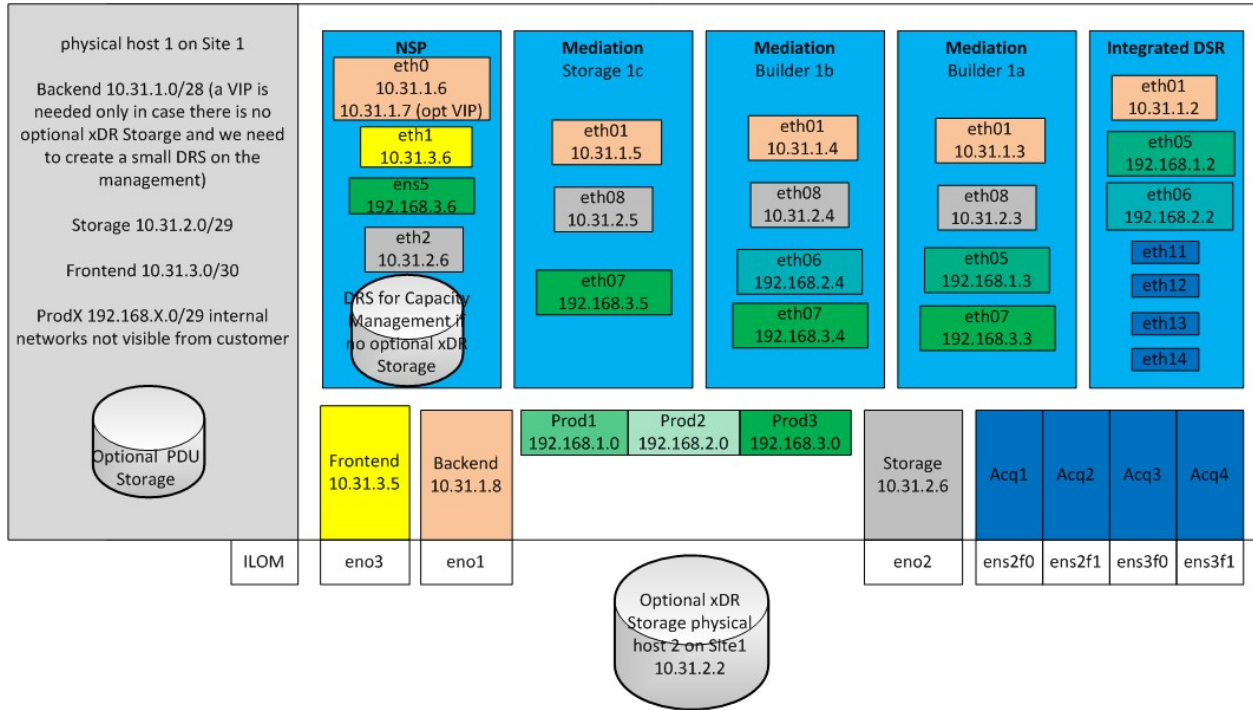 physical host 1 on Site 1
Backend 10.31.1.0/28 (a VIP is
needed only in case there is no
optional xDR Stoarge and we need
to create a small DRS on the
management)
Storage 10.31.2.0/29
Frontend 10.31.3.0/30
ProdX 192.168.X.0/29 internal
networks not visible from customer
Optional PDU
Storage
NSP
eth0
10.31.1.6
10.31.1.7 (opt VIP)
eth1
10.31.3.6
ens5
192.168.3.6
eth2
10.31.2.6
DRS for Capacity
Management if
no optional xDR
Storage
Mediation
Storage 1c
eth01
10.31.1.5
eth08
10.31.2.5
eth07
192.168.3.5
Mediation
Builder 1b
eth01
10.31.1.4
eth08
10.31.2.4
eth06
192.168.2.4
eth07
192.168.3.4
Mediation
Builder 1a
eth01
10.31.1.3
eth08
10.31.2.3
eth05
192.168.1.3
eth07
192.168.3.3
Integrated DSR
eth01
10.31.1.2
eth05
192.168.1.2
eth06
192.168.2.2
eth11
eth12
eth13
eth14
Frontend
10.31.3.5
Backend
10.31.1.8
Prod1
192.168.1.0
Prod2
192.168.2.0
Prod3
192.168.3.0
Storage
10.31.2.6
Acq1
Acq2
Acq3
Acq4
ILOM
eno3
eno1
eno2
ens2f0
ens2f1
ens3f0
ens3f1
Optional xDR
Storage physical
host 2 on Site1
10.31.2.2